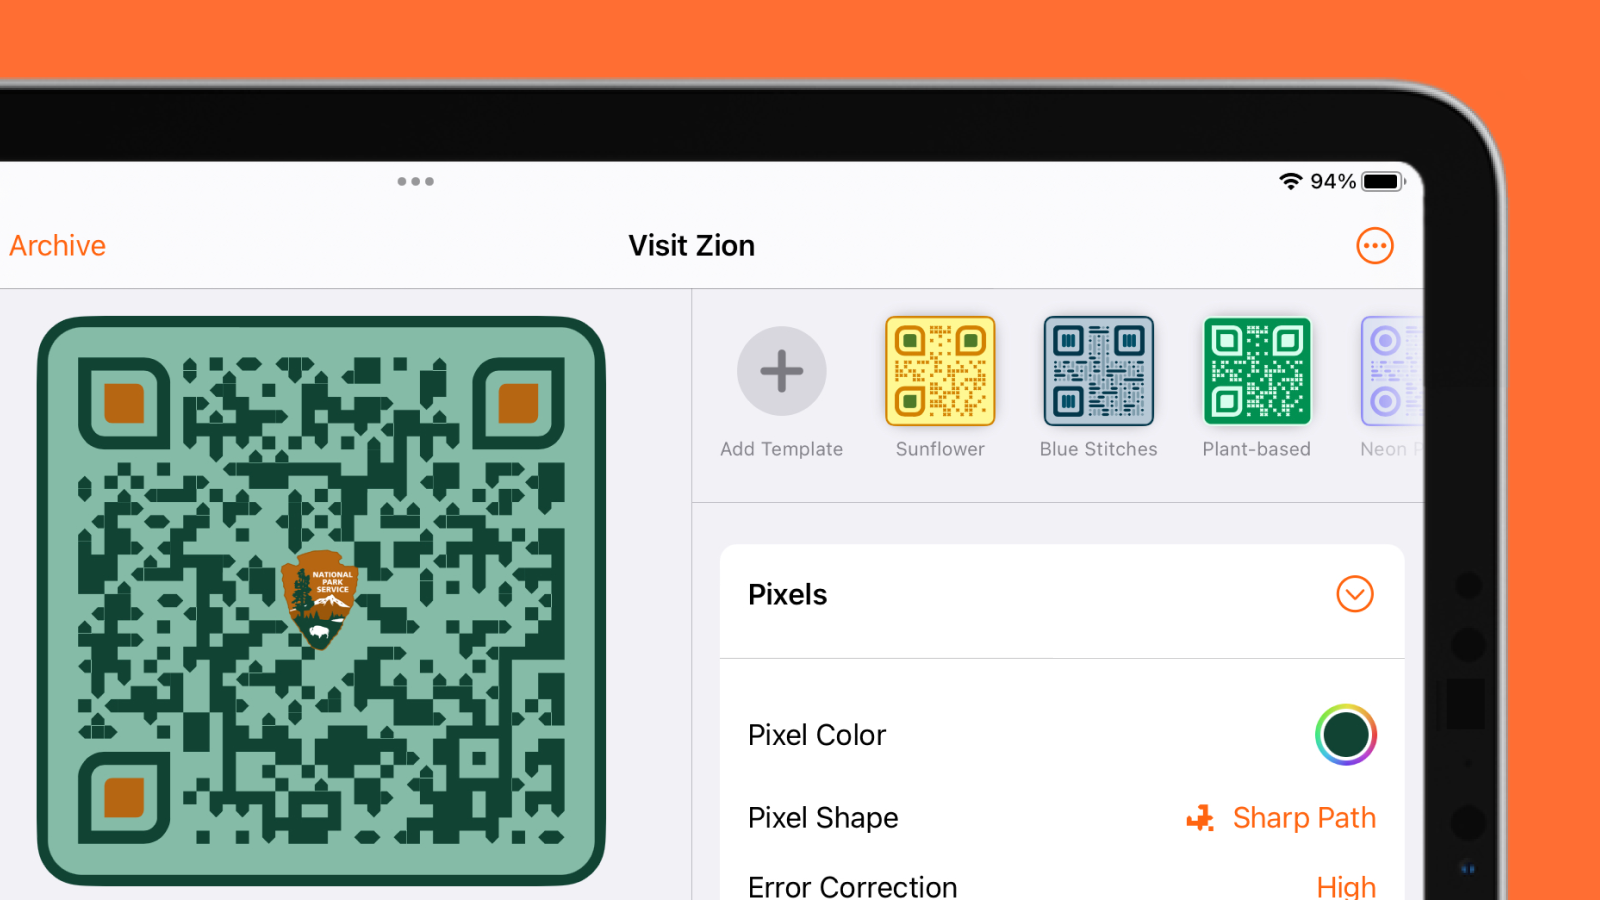 94%
Archive
Visit Zion
Add Template
Sunflower
Blue Stitches
Plant-based
Neon
NATIONAL
PARK
SERVICE
Pixels
Pixel Color
Pixel Shape
Sharp Path
Error Correction
High